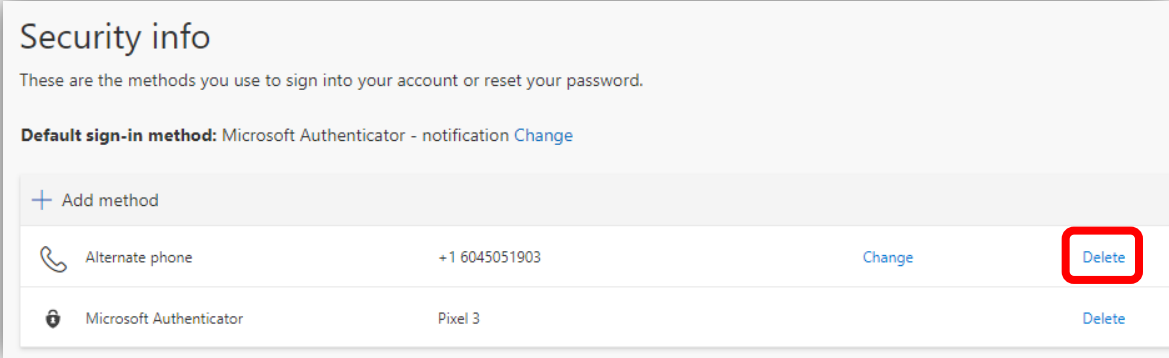 Security info
These are the methods you use to sign into your account or reset your password.
Default sign-in method: Microsoft Authenticator - notification Change
Add method
Alternate phone +1 6045051903 Change Delete
Microsoft Authenticator Pixel 3 Delete